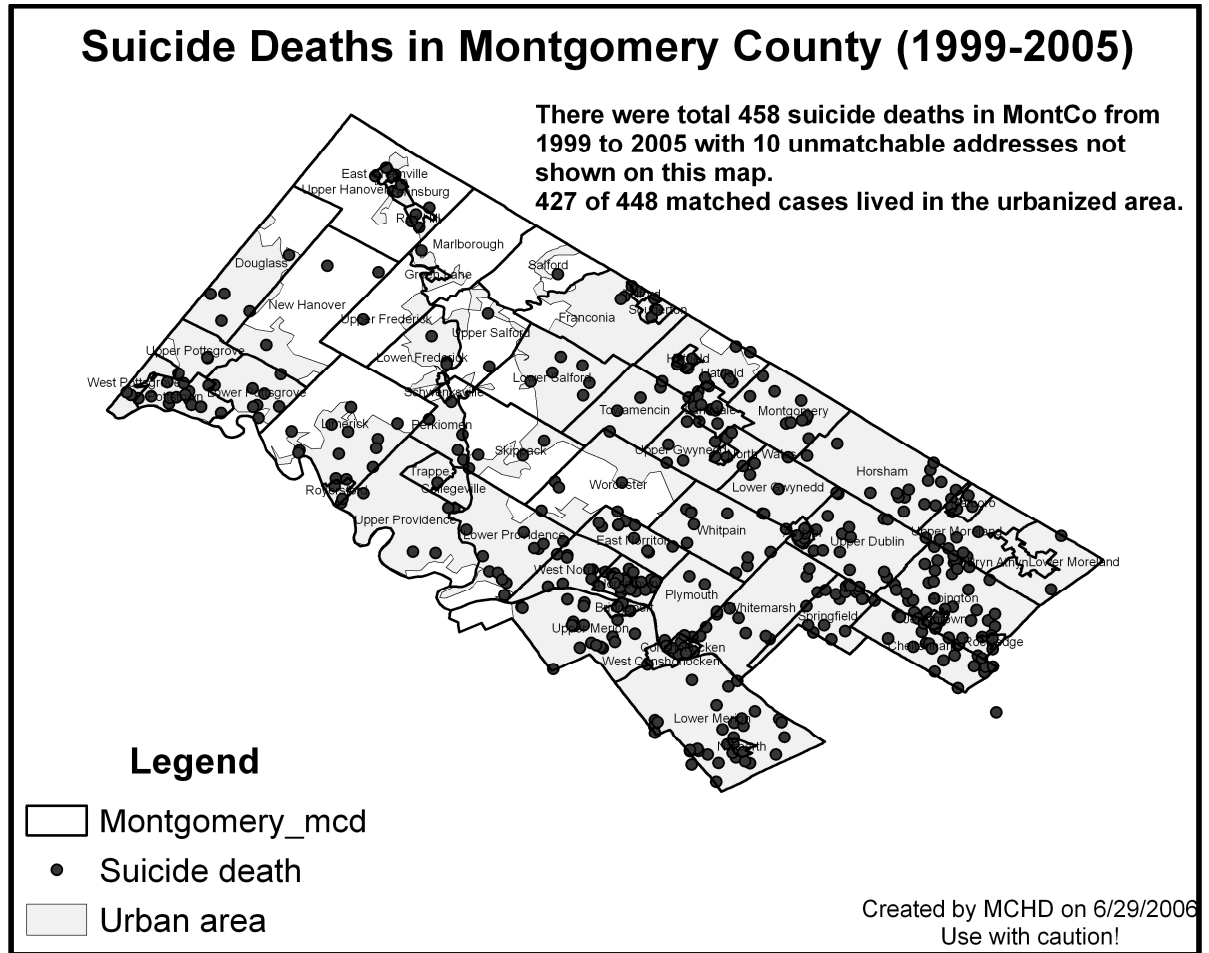 Suicide Deaths in Montgomery County (1999-2005)
There were total 458 suicide deaths in MontCo from
1999 to 2005 with 10 unmatchable addresses not
shown on this map.
427 of 448 matched cases lived in the urbanized area.
Upper Hanover
Marlborough
Douglass
Salford
Green Lane
New Hanover
Upper Frederick
Franconia
Upper Salford
Upper Pottsgrove
Lower Frederick
Hatfield
West Pottsgrove
Lower Pottsgrove
Schwenksville
Lower Salford
Towamencin
Montgomery
Limerick
Perkiomen
Skippack
Upper Gwynedd
North Wales
Horsham
Trappe
Collegeville
Worcester
Lower Gwynedd
Upper Providence
Lower Providence
East Norriton
Whitpain
Upper Dublin
Upper Moreland
Lower Moreland
Plymouth
Abington
Upper Merion
Whitemarsh
Springfield
Cheltenham
West Conshohocken
Lower Merion
Legend
Montgomery_mcd
Suicide death
Urban area
Created by MCHD on 6/29/2006
Use with caution!